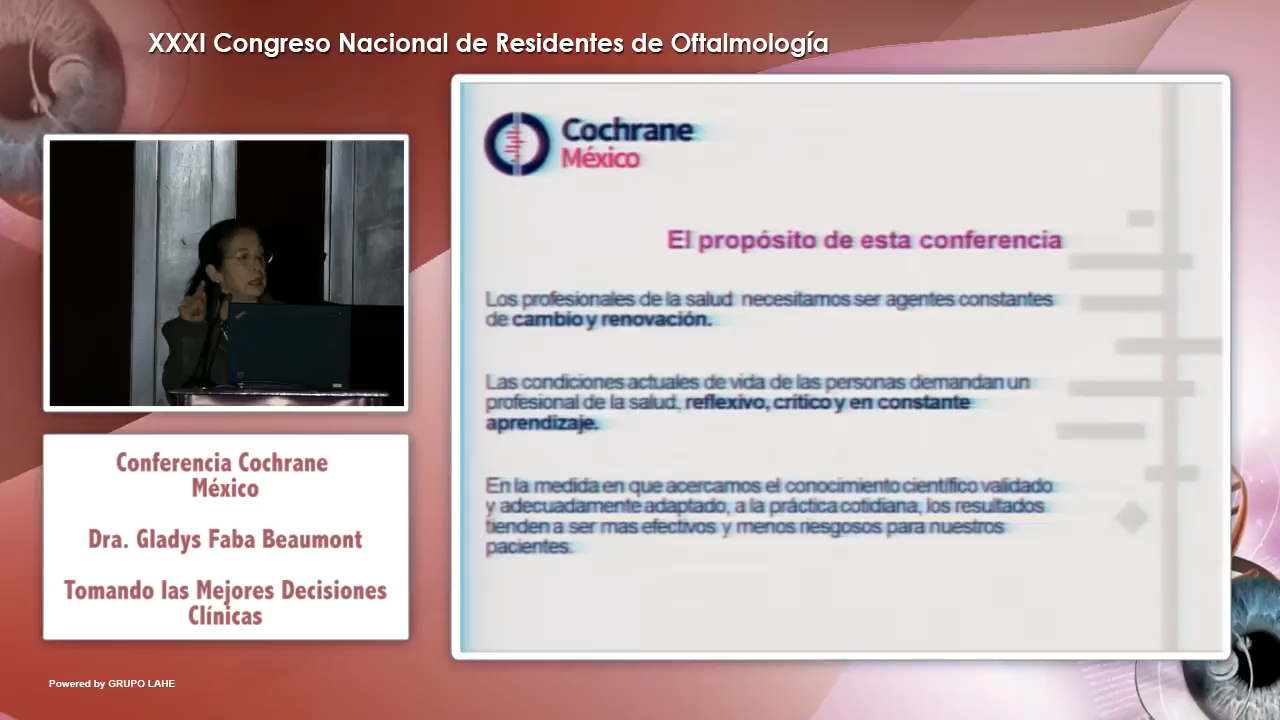 XXXI Congreso Nacional de Residentes de Oftalmología
Cochrane
México
El propósito de esta conferencia
Los profesionales de la salud necesitamos ser agentes constantes
de cambio y renovación.
Las condiciones actuales de vida de las personas demandan un
profesional de la salud, reflexivo, crítico y en constante
aprendizaje.
En la medida en que acercamos el conocimiento científico validado
y adecuadamente adaptado, a la práctica cotidiana, los resultados
tienden a ser mas efectivos y menos riesgosos para nuestros
pacientes.
Conferencia Cochrane
México
Dra. Gladys Faba Beaumont
Tomando las Mejores Decisiones
Clínicas
Powered by GRUPO LAHE